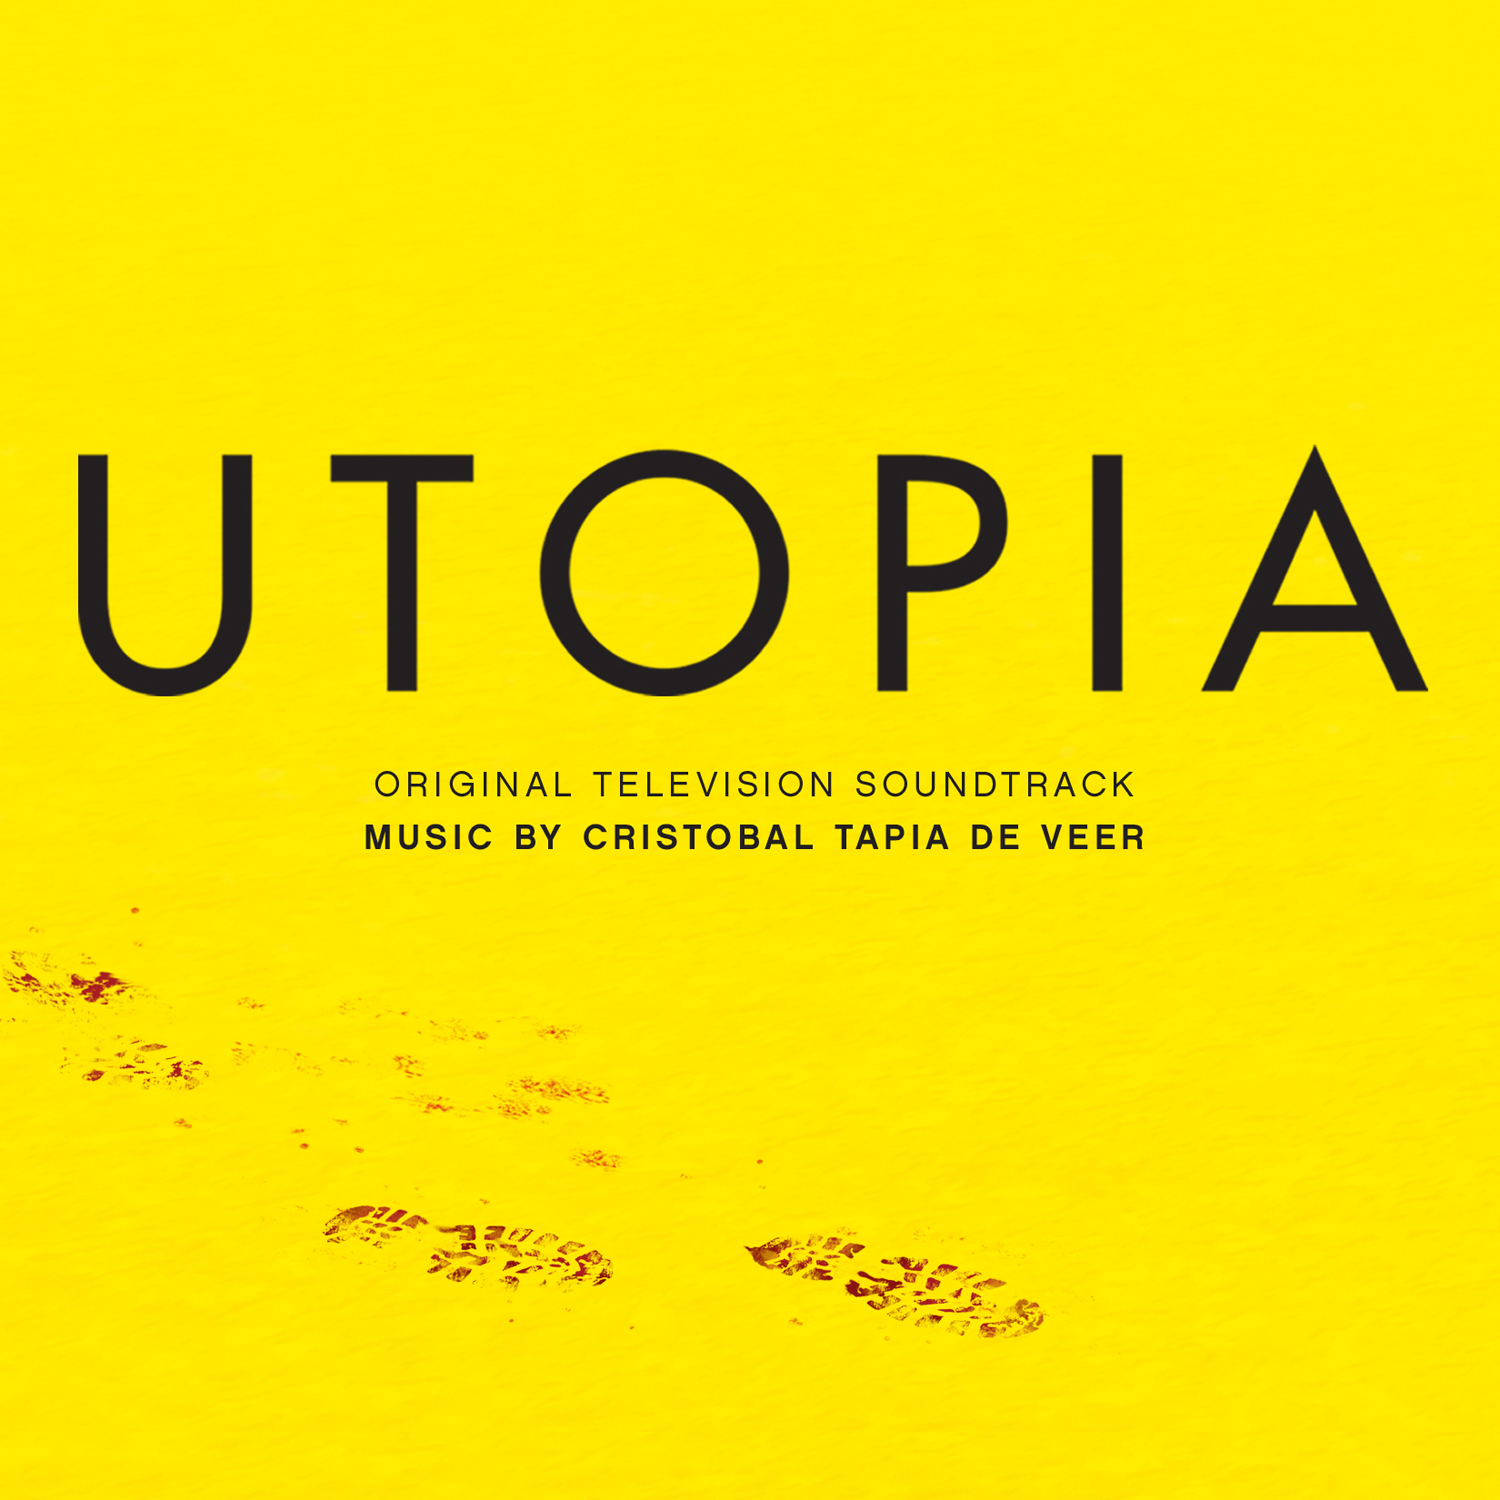 UTOPIA
ORIGINAL TELEVISION SOUNDTRACK
MUSIC BY CRISTOBAL TAPIA DE VEER